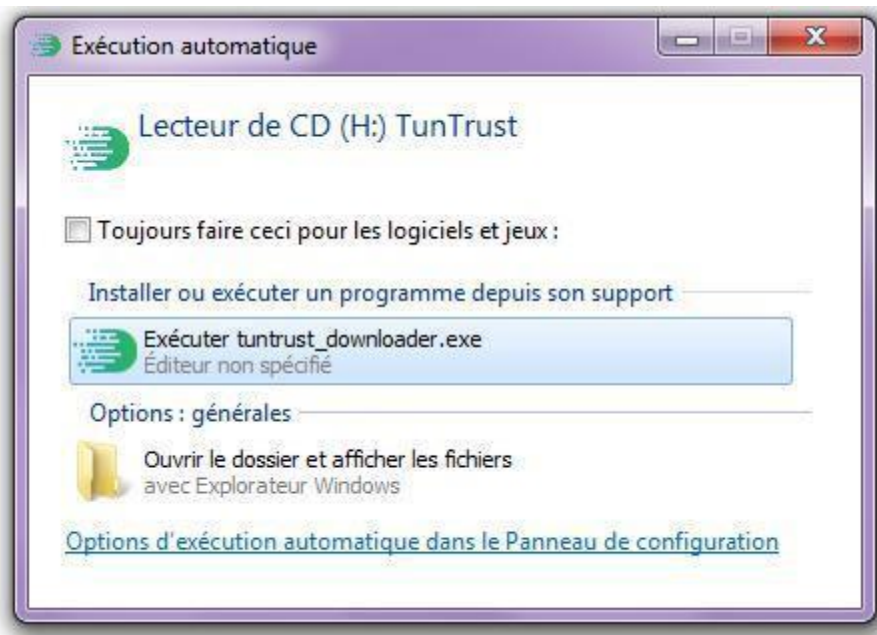 Exécution automatique
Lecteur de CD (H:) TunTrust
Toujours faire ceci pour les logiciels et jeux :
Installer ou exécuter un programme depuis son support
Exécuter tuntrust_downloader.exe
Éditeur non spécifié
Options : générales
Ouvrir le dossier et afficher les fichiers
avec Explorateur Windows
Options d'exécution automatique dans le Panneau de configuration